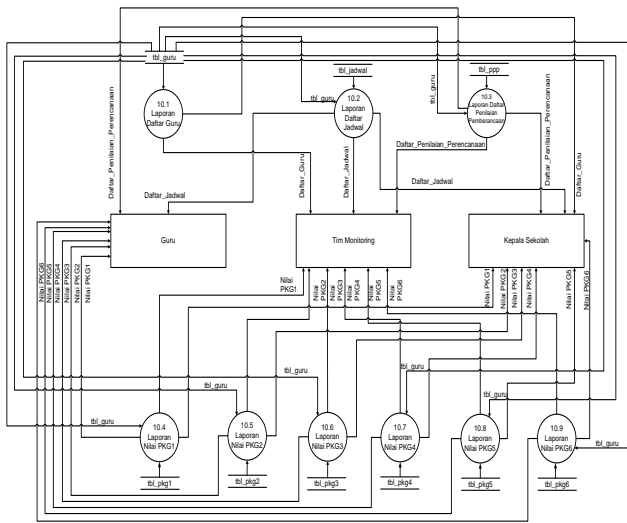 tbl_guru
tbl_jadwal
tbl_ppp
10.1
Laporan
Daftar Guru
tbl_guru
10.2
Laporan
Daftar
Jadwal
tbl_guru
10.3
Laporan Daftar
Penilaian
Pemberancaan
Daftar_Penilaian_Perencanaan
Daftar_Jadwal
Daftar_Guru
Daftar_Jadwal
Daftar_Penilaian_Perencanaan
Daftar_Jadwal
Daftar_Penilaian_Perencanaan
Daftar_Guru
Guru
Tim Monitoring
Kepala Sekolah
Nilai PKG6
Nilai PKG5
Nilai PKG4
Nilai PKG3
Nilai PKG2
Nilai PKG1
Nilai
PKG1
Nilai
PKG2
Nilai
PKG3
Nilai
PKG4
Nilai
PKG5
Nilai
PKG6
Nilai PKG1
Nilai PKG2
Nilai PKG3
Nilai PKG4
Nilai PKG5
Nilai PKG6
tbl_guru
tbl_guru
tbl_guru
tbl_guru
tbl_guru
tbl_guru
10.4
Laporan
Nilai PKG1
10.5
Laporan
Nilai PKG2
10.6
Laporan
Nilai PKG3
10.7
Laporan
Nilai PKG4
10.8
Laporan
Nilai PKG5
10.9
Laporan
Nilai PKG6
tbl_pkg1
tbl_pkg2
tbl_pkg3
tbl_pkg4
tbl_pkg5
tbl_pkg6